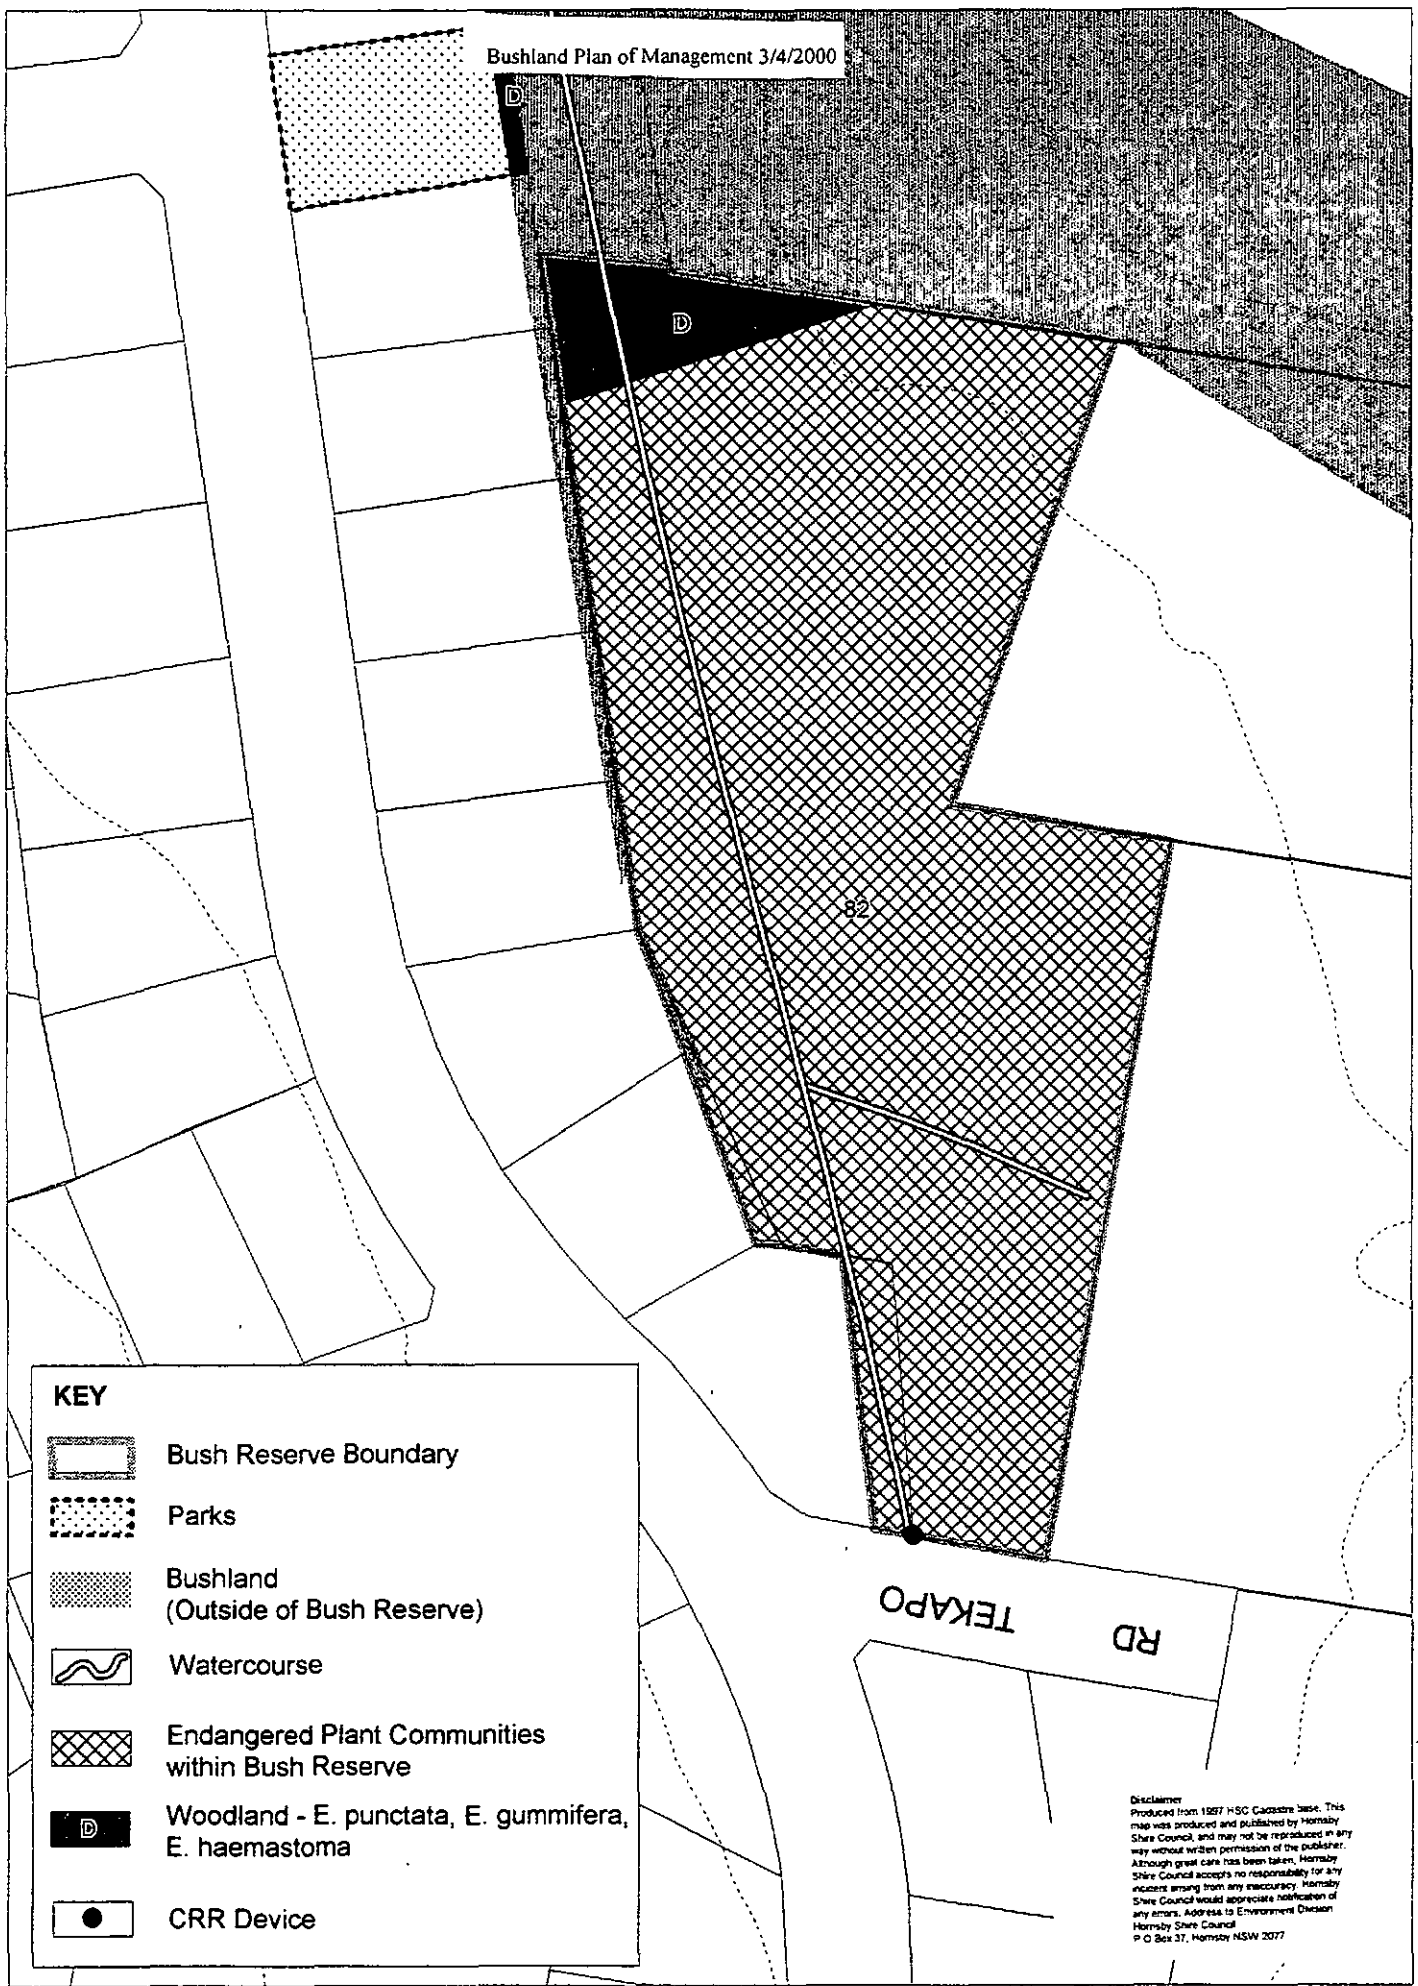 Bushland Plan of Management 3/4/2000
D
D
82
TEKAPO RD
KEY
Bush Reserve Boundary
Parks
Bushland
(Outside of Bush Reserve)
Watercourse
Endangered Plant Communities
within Bush Reserve
D
Woodland - E. punctata, E. gummifera,
E. haemastoma
CRR Device
Disclaimer
Produced from 1997 HSC Cadastre base. This
map was produced and published by Hornsby
Shire Council, and may not be reproduced in any
way without written permission of the publisher.
Although great care has been taken, Hornsby
Shire Council accepts no responsibility for any
incident arising from any inaccuracy. Hornsby
Shire Council would appreciate notification of
any errors. Address to Environment Division
Hornsby Shire Council
P O Box 37, Hornsby NSW 2077